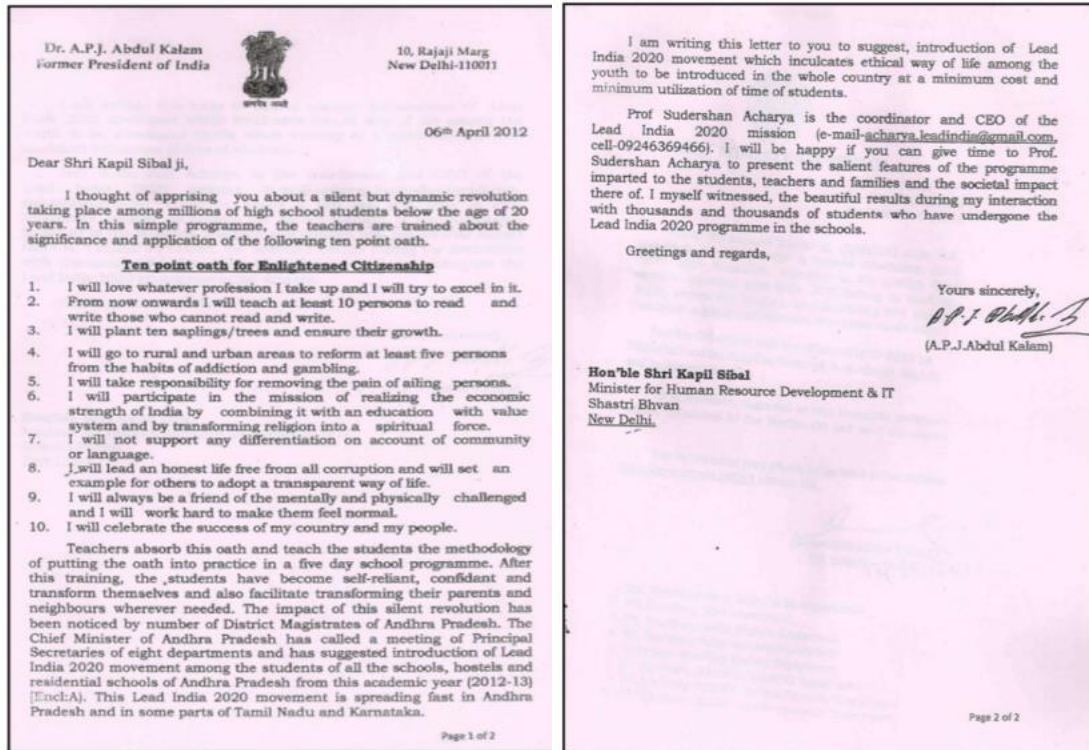 Dr. A.P.J. Abdul Kalam
Former President of India
सत्यमेव जयते
10, Rajaji Marg
New Delhi-110011
06th April 2012
Dear Shri Kapil Sibal ji,
I thought of apprising you about a silent but dynamic revolution
taking place among millions of high school students below the age of 20
years. In this simple programme, the teachers are trained about the
significance and application of the following ten point oath.
Ten point oath for Enlightened Citizenship
1. I will love whatever profession I take up and I will try to excel in it.
2. From now onwards I will teach at least 10 persons to read and
write those who cannot read and write.
3. I will plant ten saplings/trees and ensure their growth.
4. I will go to rural and urban areas to reform at least five persons
from the habits of addiction and gambling.
5. I will take responsibility for removing the pain of ailing persons.
6. I will participate in the mission of realizing the economic
strength of India by combining it with an education with value
system and by transforming religion into a spiritual force.
7. I will not support any differentiation on account of community
or language.
8. I will lead an honest life free from all corruption and will set an
example for others to adopt a transparent way of life.
9. I will always be a friend of the mentally and physically challenged
and I will work hard to make them feel normal.
10. I will celebrate the success of my country and my people.
Teachers absorb this oath and teach the students the methodology
of putting the oath into practice in a five day school programme. After
this training, the students have become self-reliant, confidant and
transform themselves and also facilitate transforming their parents and
neighbours wherever needed. The impact of this silent revolution has
been noticed by number of District Magistrates of Andhra Pradesh. The
Chief Minister of Andhra Pradesh has called a meeting of Principal
Secretaries of eight departments and has suggested introduction of Lead
India 2020 movement among the students of all the schools, hostels and
residential schools of Andhra Pradesh from this academic year (2012-13)
[Encl:A). This Lead India 2020 movement is spreading fast in Andhra
Pradesh and in some parts of Tamil Nadu and Karnataka.
Page 1 of 2
I am writing this letter to you to suggest, introduction of Lead
India 2020 movement which inculcates ethical way of life among the
youth to be introduced in the whole country at a minimum cost and
minimum utilization of time of students.
Prof Sudershan Acharya is the coordinator and CEO of the
Lead India 2020 mission (e-mail-acharya.leadindia@gmail.com,
cell-09246369466). I will be happy if you can give time to Prof.
Sudershan Acharya to present the salient features of the programme
imparted to the students, teachers and families and the societal impact
there of. I myself witnessed, the beautiful results during my interaction
with thousands and thousands of students who have undergone the
Lead India 2020 programme in the schools.
Greetings and regards,
Yours sincerely,
(A.P.J.Abdul Kalam)
Hon'ble Shri Kapil Sibal
Minister for Human Resource Development & IT
Shastri Bhvan
New Delhi.
Page 2 of 2